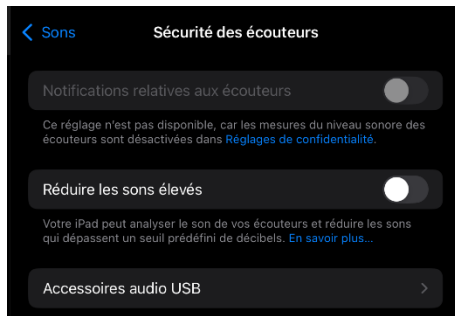 Sons
Sécurité des écouteurs
Notifications relatives aux écouteurs
Ce réglage n'est pas disponible, car les mesures du niveau sonore des
écouteurs sont désactivées dans Réglages de confidentialité.
Réduire les sons élevés
Votre iPad peut analyser le son de vos écouteurs et réduire les sons
qui dépassent un seuil prédéfini de décibels. En savoir plus...
Accessoires audio USB